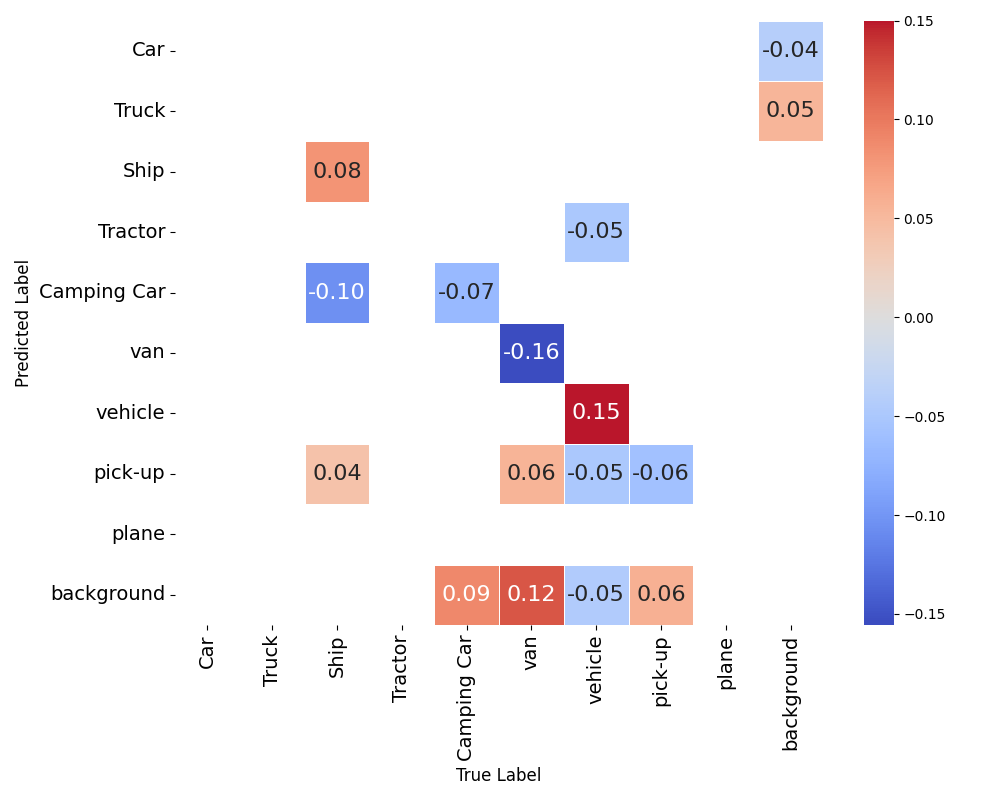 Car
-0.04
0.15
Truck
0.05
0.10
Ship
0.08
0.05
Tractor
-0.05
Camping Car
-0.10 -0.07
0.00
van
-0.16
vehicle
0.15
−0.05
pick-up
0.04 0.06 -0.05 -0.06
−0.10
plane
background
0.09 0.12 -0.05 0.06
−0.15
Predicted Label
Car Truck Ship Tractor Camping Car van vehicle pick-up plane background
True Label